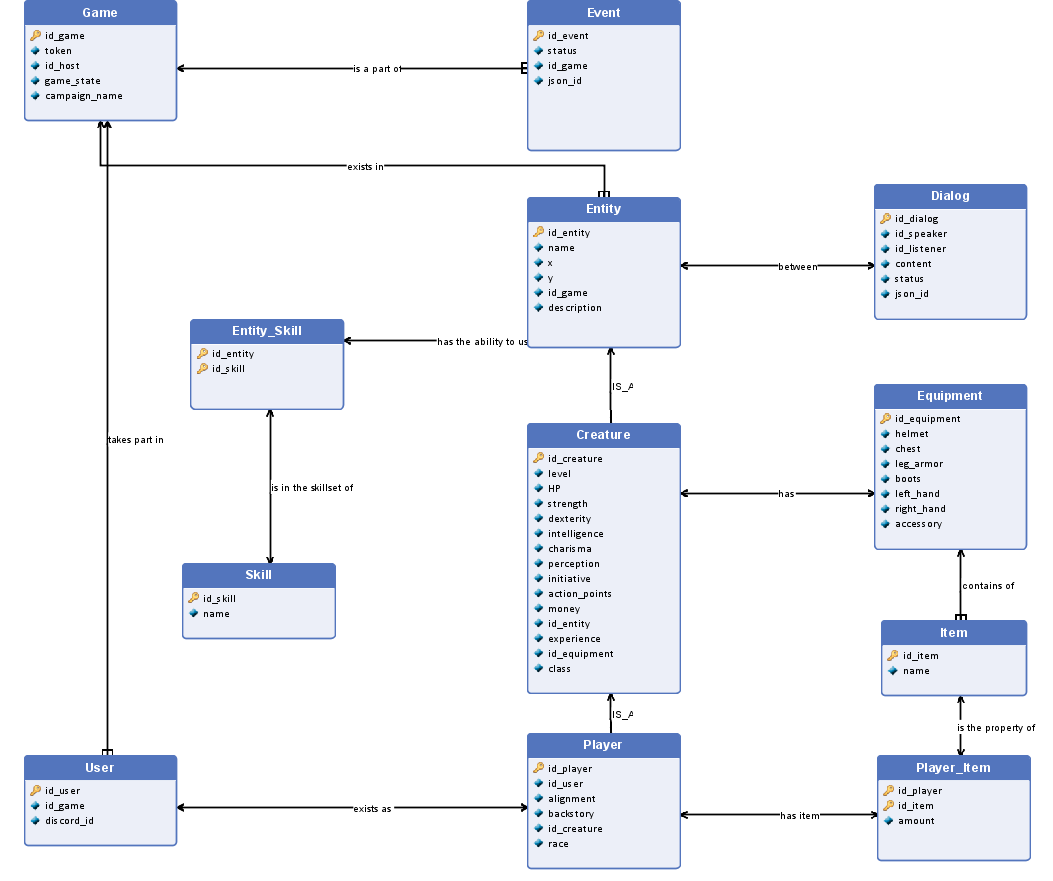 Game
id_game
token
id_host
game_state
campaign_name
Event
id_event
status
id_game
json_id
is a part of
exists in
Entity
id_entity
name
x
y
id_game
description
Dialog
id_dialog
id_speaker
id_listener
content
status
json_id
between
Entity_Skill
id_entity
id_skill
has the ability to us
IS_A
Equipment
id_equipment
helmet
chest
leg_armor
boots
left_hand
right_hand
accessory
Creature
id_creature
level
HP
strength
dexterity
intelligence
charisma
perception
initiative
action_points
money
id_entity
experience
id_equipment
class
has
takes part in
is in the skillset of
Skill
id_skill
name
contains of
Item
id_item
name
IS_A
is the property of
User
id_user
id_game
discord_id
exists as
Player
id_player
id_user
alignment
backstory
id_creature
race
has item
Player_Item
id_player
id_item
amount